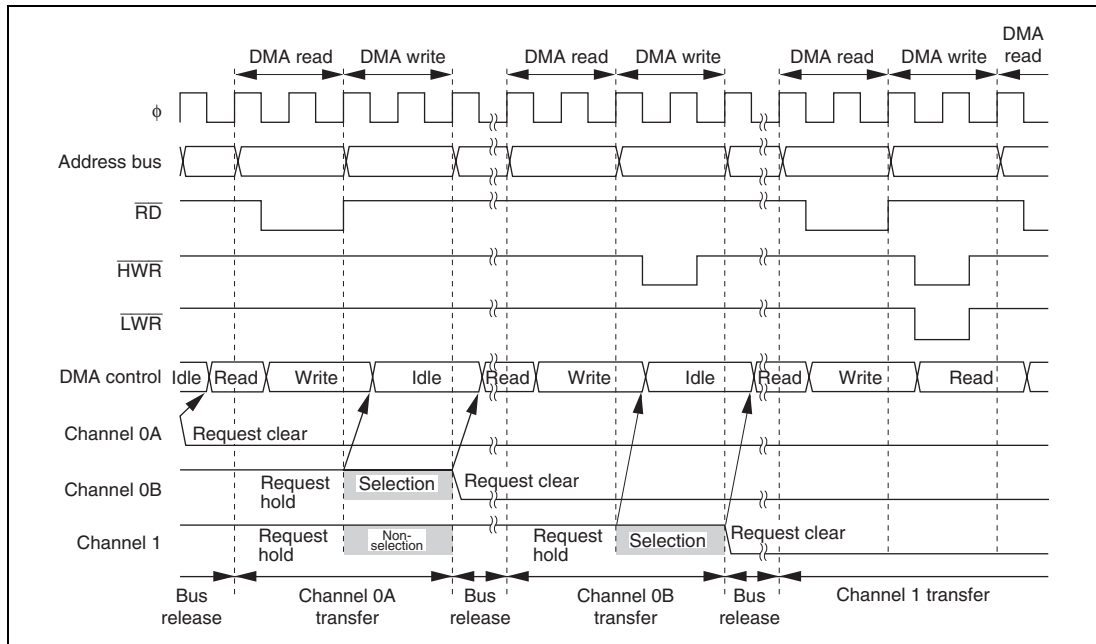 DMA read
DMA write
DMA read
DMA write
DMA read
DMA write
DMA
read
φ
Address bus
RD
HWR
LWR
DMA control
Idle
Read
Write
Idle
Read
Write
Idle
Read
Write
Read
Channel 0A
Request clear
Channel 0B
Request
hold
Selection
Request clear
Channel 1
Request
hold
Non-
selection
Request
hold
Selection
Request clear
Bus
release
Channel 0A
transfer
Bus
release
Channel 0B
transfer
Bus
release
Channel 1 transfer